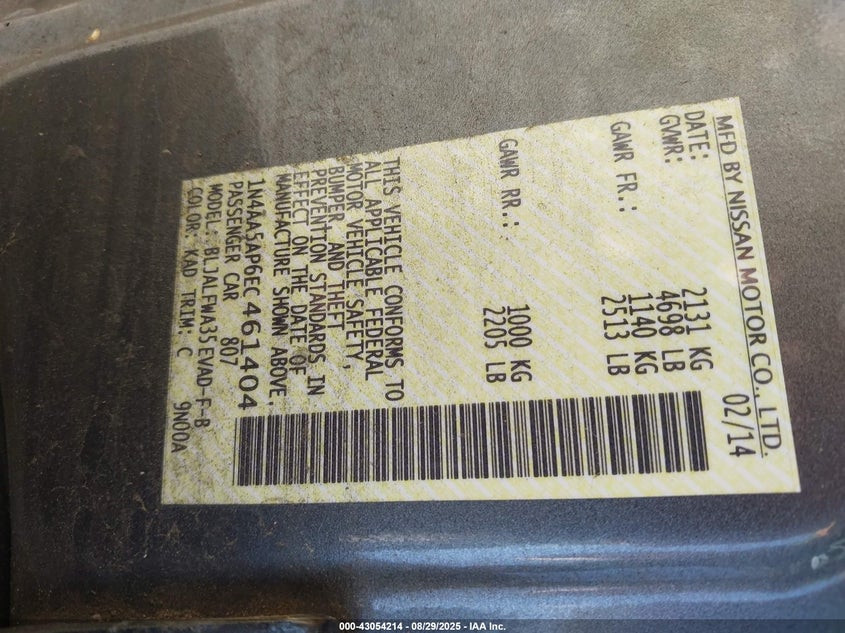 MFD BY NISSAN MOTOR CO., LTD.
DATE: 02/14
GVWR: 2131 KG
4698 LB
GAWR FR.: 1140 KG
2513 LB
GAWR RR.: 1000 KG
2205 LB
THIS VEHICLE CONFORMS TO
ALL APPLICABLE FEDERAL
MOTOR VEHICLE SAFETY,
BUMPER AND THEFT
PREVENTION STANDARDS IN
EFFECT ON THE DATE OF
MANUFACTURE SHOWN ABOVE.
1N4AA5AP6EC461404
PASSENGER CAR 807
MODEL: BLJALFWA35EVAD-F-B
COLOR: KAD TRIM: C 9N00A
000-43054214 - 08/29/2025 - IAA Inc.